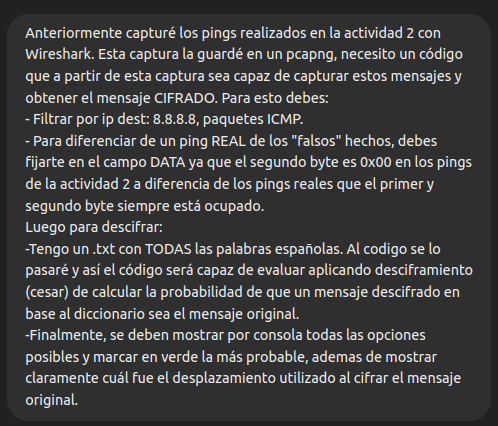 Anteriormente capturé los pings realizados en la actividad 2 con
Wireshark. Esta captura la guardé en un pcapng, necesito un código
que a partir de esta captura sea capaz de capturar estos mensajes y
obtener el mensaje CIFRADO. Para esto debes:
- Filtrar por ip dest: 8.8.8.8, paquetes ICMP.
- Para diferenciar de un ping REAL de los "falsos" hechos, debes
fijarte en el campo DATA ya que el segundo byte es 0x00 en los pings
de la actividad 2 a diferencia de los pings reales que el primer y
segundo byte siempre está ocupado.
Luego para descifrar:
-Tengo un .txt con TODAS las palabras españolas. Al codigo se lo
pasaré y así el código será capaz de evaluar aplicando desciframiento
(cesar) de calcular la probabilidad de que un mensaje descifrado en
base al diccionario sea el mensaje original.
-Finalmente, se deben mostrar por consola todas las opciones
posibles y marcar en verde la más probable, ademas de mostrar
claramente cuál fue el desplazamiento utilizado al cifrar el mensaje
original.